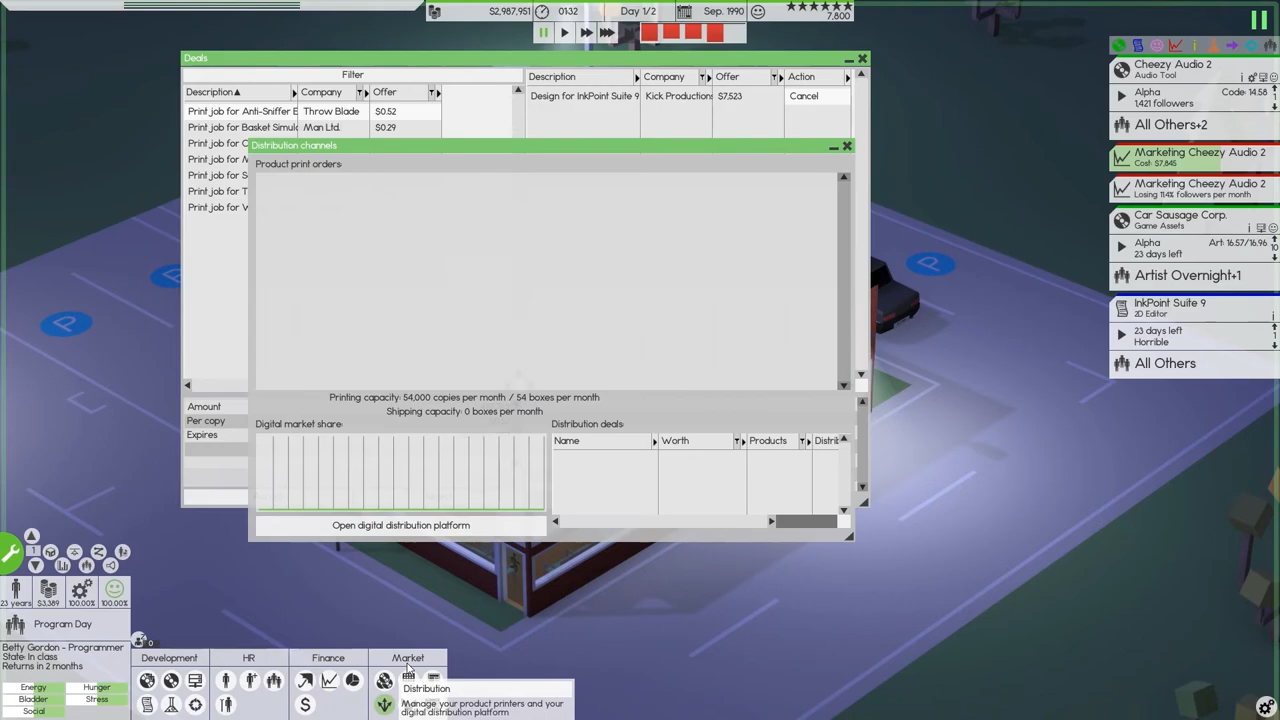 $2,987,951
01:32
Day 1/2
Sep. 1990
7,800
Deals
Filter
Description
Company
Offer
Print job for Anti-Sniffer E
Throw Blade
$0.52
Print job for Basket Simula
Man Ltd.
$0.29
Print job for C
Print job for
Print job for S
Print job for T
Print job for
Description
Company
Offer
Action
Design for InkPoint Suite 9
Kick Productions
$7,523
Cancel
Amount
Per copy
Expires
Distribution channels
Product print orders:
Printing capacity: 54,000 copies per month / 54 boxes per month
Shipping capacity: 0 boxes per month
Digital market share:
Distribution deals:
Name
Worth
Products
Distrib
Open digital distribution platform
Cheezy Audio 2
Audio Tool
Alpha
Code: 14.58
1,421 followers
1
All Others+2
Marketing Cheezy Audio 2
Cost: $7,845
Marketing Cheezy Audio 2
Losing 11.4% followers per month
Car Sausage Corp.
Game Assets
Alpha
Art: 16.57/16.96
23 days left
10
Artist Overnight+1
InkPoint Suite 9
2D Editor
23 days left
Horrible
1
All Others
P
P
P
1
23 years
$3,389
100.00%
100.00%
Program Day
Betty Gordon - Programmer
State: In class
Returns in 2 months
Energy
Hunger
Bladder
Stress
Social
0
Development
HR
Finance
Market
Distribution
Manage your product printers and your
digital distribution platform